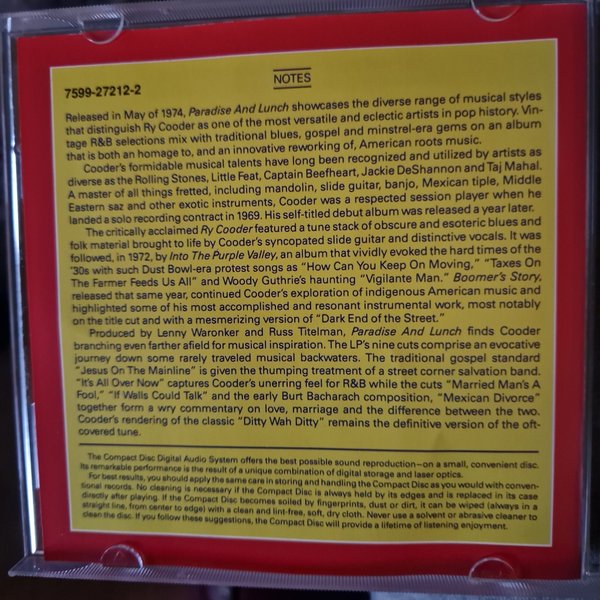 NOTES
7599-27212-2
Released in May of 1974, Paradise And Lunch showcases the diverse range of musical styles
that distinguish Ry Cooder as one of the most versatile and eclectic artists in pop history. Vin-
tage R&B selections mix with traditional blues, gospel and minstrel-era gems on an album
that is both an homage to, and an innovative reworking of, American roots music.
Cooder's formidable musical talents have long been recognized and utilized by artists as
diverse as the Rolling Stones, Little Feat, Captain Beefheart, Jackie DeShannon and Taj Mahal.
A master of all things fretted, including mandolin, slide guitar, banjo, Mexican tiple, Middle
Eastern saz and other exotic instruments, Cooder was a respected session player when he
landed a solo recording contract in 1969. His self-titled debut album was released a year later.
The critically acclaimed Ry Cooder featured a tune stack of obscure and esoteric blues and
folk material brought to life by Cooder's syncopated slide guitar and distinctive vocals. It was
followed, in 1972, by Into The Purple Valley, an album that vividly evoked the hard times of the
'30s with such Dust Bowl-era protest songs as "How Can You Keep On Moving," "Taxes On
The Farmer Feeds Us All" and Woody Guthrie's haunting "Vigilante Man." Boomer's Story,
released that same year, continued Cooder's exploration of indigenous American music and
highlighted some of his most accomplished and resonant instrumental work, most notably
on the title cut and with a mesmerizing version of "Dark End of the Street."
Produced by Lenny Waronker and Russ Titelman, Paradise And Lunch finds Cooder
branching even farther afield for musical inspiration. The LP's nine cuts comprise an evocative
journey down some rarely traveled musical backwaters. The traditional gospel standard
"Jesus On The Mainline" is given the thumping treatment of a street corner salvation band.
"It's All Over Now" captures Cooder's unerring feel for R&B while the cuts "Married Man's A
Fool," "If Walls Could Talk" and the early Burt Bacharach composition, "Mexican Divorce"
together form a wry commentary on love, marriage and the difference between the two.
Cooder's rendering of the classic "Ditty Wah Ditty" remains the definitive version of the oft-
covered tune.
The Compact Disc Digital Audio System offers the best possible sound reproduction—on a small, convenient disc.
Its remarkable performance is the result of a unique combination of digital storage and laser optics.
For best results, you should apply the same care in storing and handling the Compact Disc as you would with conven-
tional records. No cleaning is necessary if the Compact Disc is always held by its edges and is replaced in its case
directly after playing. If the Compact Disc becomes soiled by fingerprints, dust or dirt, it can be wiped (always in a
straight line, from center to edge) with a clean and lint-free, soft, dry cloth. Never use a solvent or abrasive cleaner to
clean the disc. If you follow these suggestions, the Compact Disc will provide a lifetime of listening enjoyment.